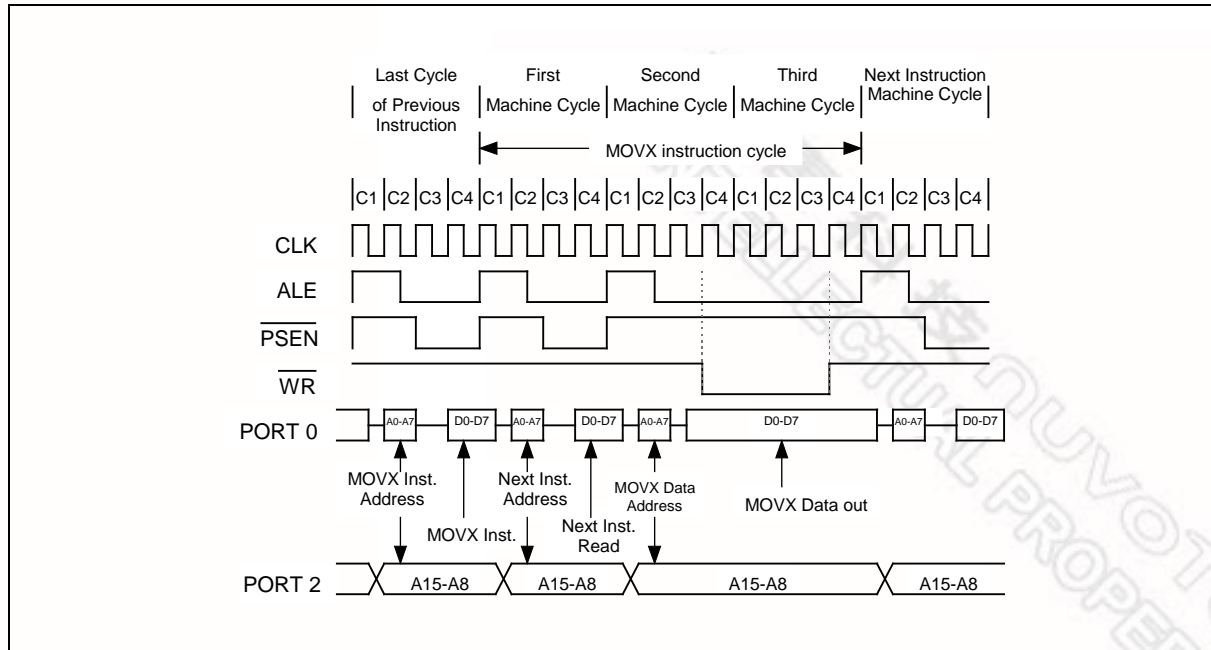 Last Cycle of Previous Instruction
First Machine Cycle
Second Machine Cycle
Third Machine Cycle
Next Instruction Machine Cycle
MOVX instruction cycle
C1 C2 C3 C4 C1 C2 C3 C4 C1 C2 C3 C4 C1 C2 C3 C4 C1 C2 C3 C4
CLK
ALE
PSEN
WR
PORT 0
A0-A7 D0-D7 A0-A7 D0-D7 A0-A7 D0-D7 A0-A7 D0-D7
MOVX Inst. Address
MOVX Inst.
Next Inst. Address
Next Inst. Read
MOVX Data Address
MOVX Data out
PORT 2
A15-A8 A15-A8 A15-A8 A15-A8
科技 nuvoTo